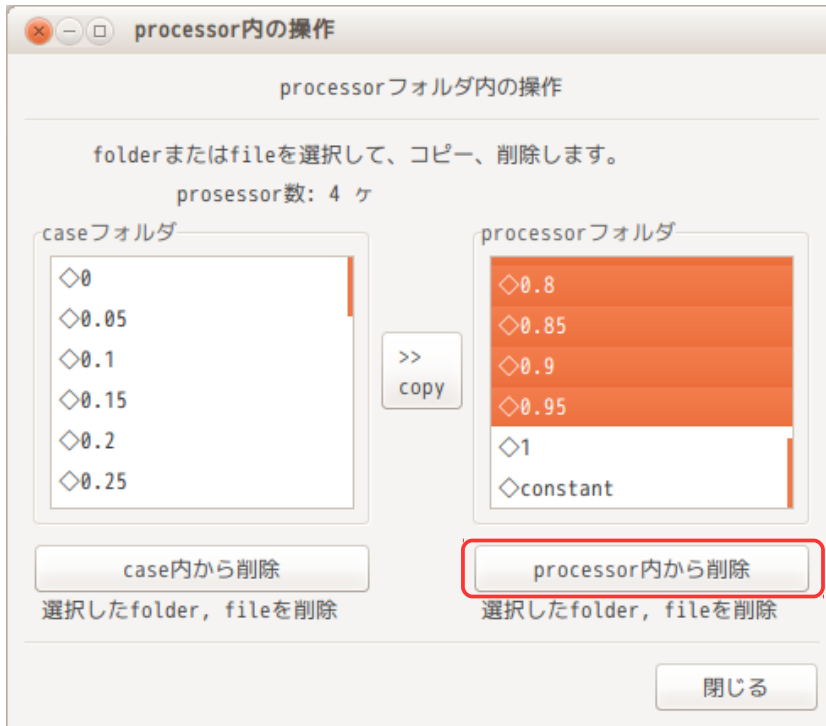 processor内の操作
processorフォルダ内の操作
folderまたはfileを選択して、コピー、削除します。
prosessor数: 4 ヶ
caseフォルダ
◇0
◇0.05
◇0.1
◇0.15
◇0.2
◇0.25
>>
copy
processorフォルダ
◇0.8
◇0.85
◇0.9
◇0.95
◇1
◇constant
case内から削除
選択したfolder, fileを削除
processor内から削除
選択したfolder, fileを削除
閉じる